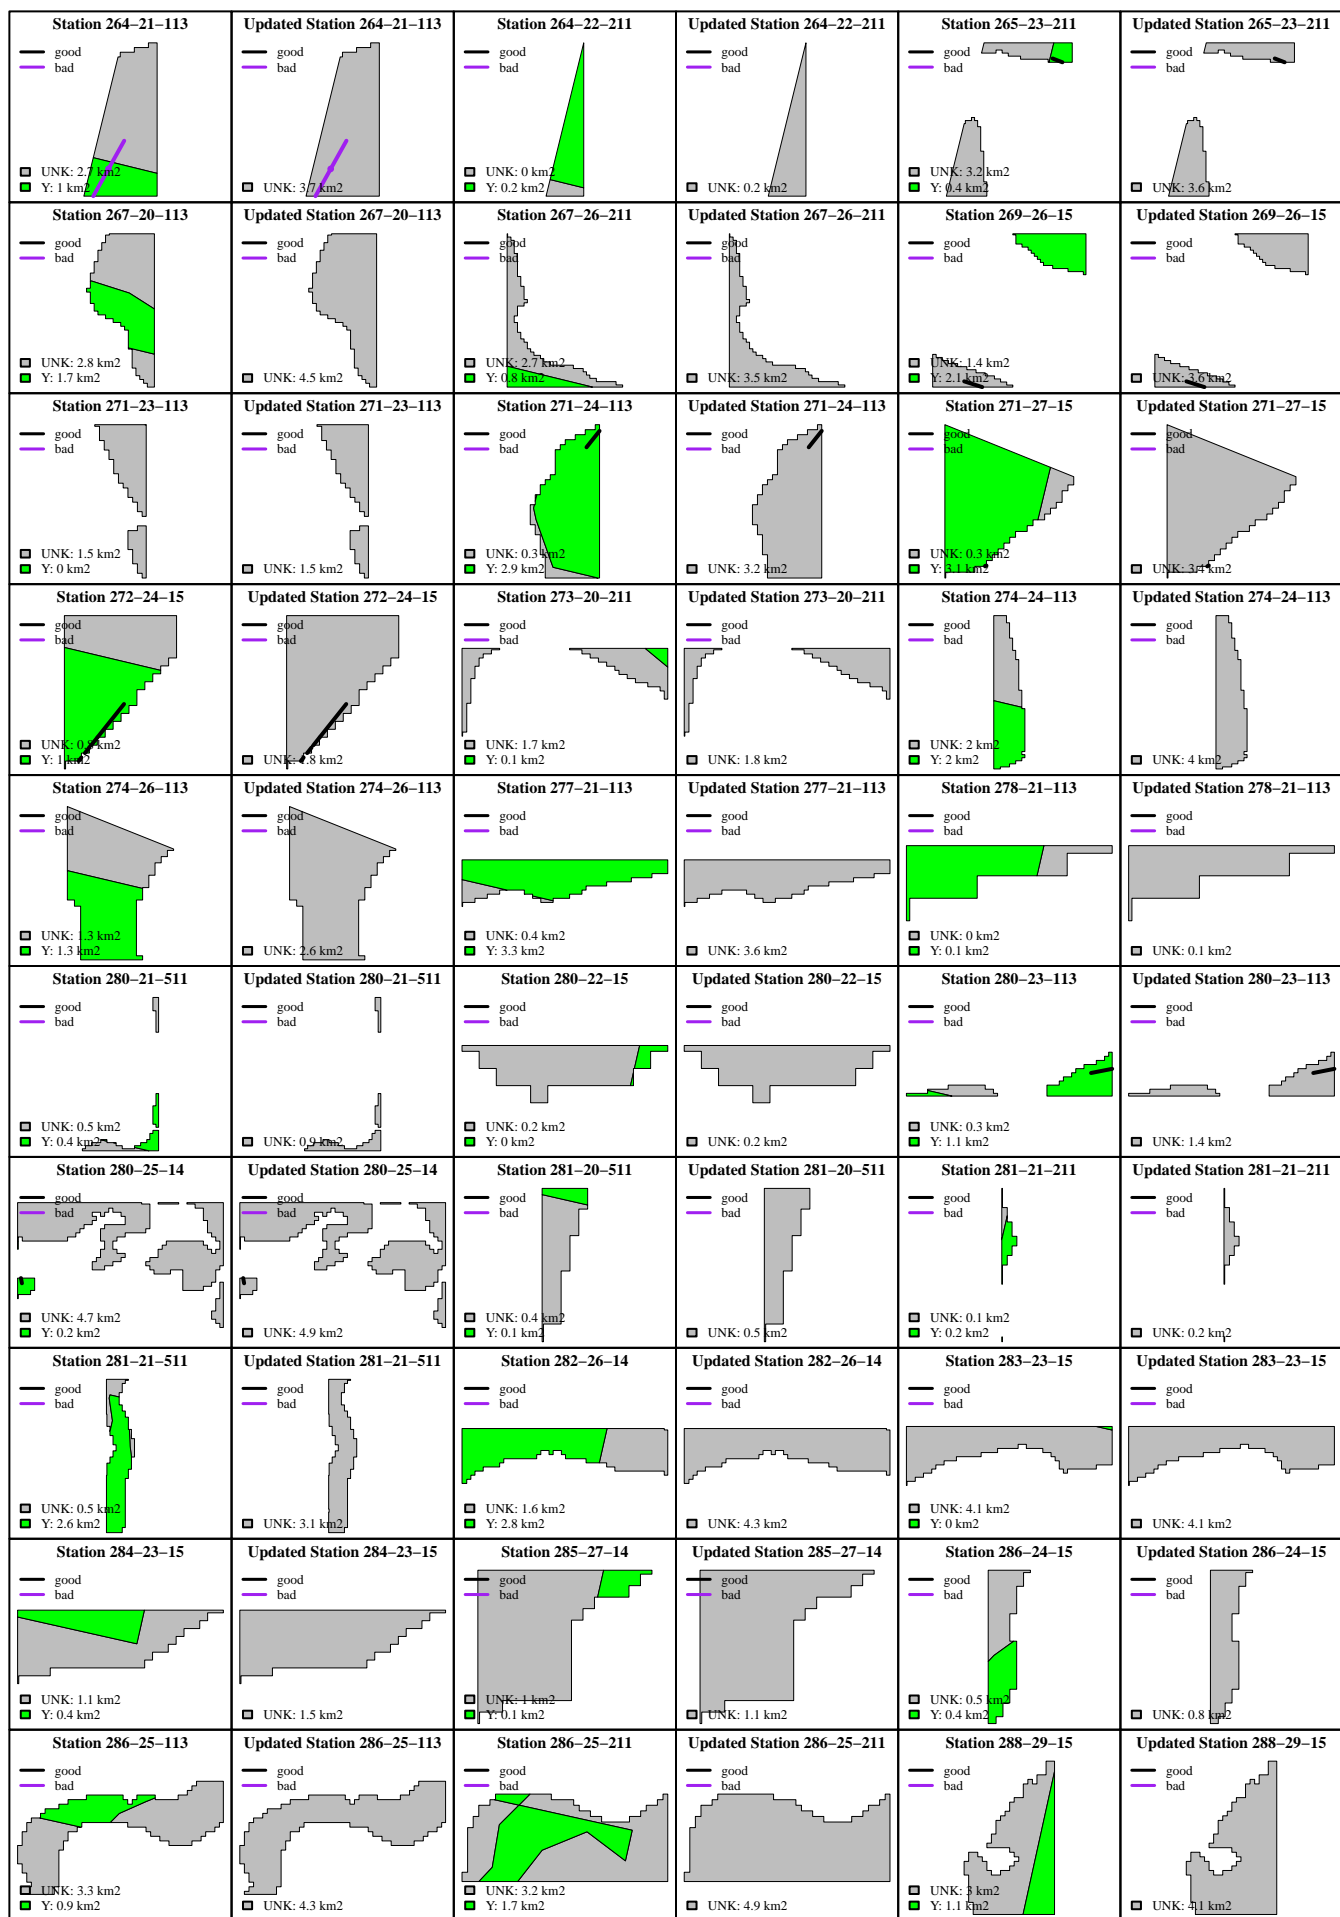 Station 264−21−113
good
bad
UNK: 2.7 km2
Y: 1 km2
Updated Station 264−21−113
good
bad
UNK: 3.7 km2
Station 264−22−211
good
bad
UNK: 0 km2
Y: 0.2 km2
Updated Station 264−22−211
good
bad
UNK: 0.2 km2
Station 265−23−211
good
bad
UNK: 3.2 km2
Y: 0.4 km2
Updated Station 265−23−211
good
bad
UNK: 3.6 km2
Station 267−20−113
good
bad
UNK: 2.8 km2
Y: 1.7 km2
Updated Station 267−20−113
good
bad
UNK: 4.5 km2
Station 267−26−211
good
bad
UNK: 2.7 km2
Y: 0.8 km2
Updated Station 267−26−211
good
bad
UNK: 3.5 km2
Station 269−26−15
good
bad
UNK: 1.4 km2
Y: 2.1 km2
Updated Station 269−26−15
good
bad
UNK: 3.6 km2
Station 271−23−113
good
bad
UNK: 1.5 km2
Y: 0 km2
Updated Station 271−23−113
good
bad
UNK: 1.5 km2
Station 271−24−113
good
bad
UNK: 0.3 km2
Y: 2.9 km2
Updated Station 271−24−113
good
bad
UNK: 3.2 km2
Station 271−27−15
good
bad
UNK: 0.3 km2
Y: 3.1 km2
Updated Station 271−27−15
good
bad
UNK: 3.4 km2
Station 272−24−15
good
bad
UNK: 0.8 km2
Y: 1 km2
Updated Station 272−24−15
good
bad
UNK: 1.8 km2
Station 273−20−211
good
bad
UNK: 1.7 km2
Y: 0.1 km2
Updated Station 273−20−211
good
bad
UNK: 1.8 km2
Station 274−24−113
good
bad
UNK: 2 km2
Y: 2 km2
Updated Station 274−24−113
good
bad
UNK: 4 km2
Station 274−26−113
good
bad
UNK: 1.3 km2
Y: 1.3 km2
Updated Station 274−26−113
good
bad
UNK: 2.6 km2
Station 277−21−113
good
bad
UNK: 0.4 km2
Y: 3.3 km2
Updated Station 277−21−113
good
bad
UNK: 3.6 km2
Station 278−21−113
good
bad
UNK: 0 km2
Y: 0.1 km2
Updated Station 278−21−113
good
bad
UNK: 0.1 km2
Station 280−21−511
good
bad
UNK: 0.5 km2
Y: 0.4 km2
Updated Station 280−21−511
good
bad
UNK: 0.9 km2
Station 280−22−15
good
bad
UNK: 0.2 km2
Y: 0 km2
Updated Station 280−22−15
good
bad
UNK: 0.2 km2
Station 280−23−113
good
bad
UNK: 0.3 km2
Y: 1.1 km2
Updated Station 280−23−113
good
bad
UNK: 1.4 km2
Station 280−25−14
good
bad
UNK: 4.7 km2
Y: 0.2 km2
Updated Station 280−25−14
good
bad
UNK: 4.9 km2
Station 281−20−511
good
bad
UNK: 0.4 km2
Y: 0.1 km2
Updated Station 281−20−511
good
bad
UNK: 0.5 km2
Station 281−21−211
good
bad
UNK: 0.1 km2
Y: 0.2 km2
Updated Station 281−21−211
good
bad
UNK: 0.2 km2
Station 281−21−511
good
bad
UNK: 0.5 km2
Y: 2.6 km2
Updated Station 281−21−511
good
bad
UNK: 3.1 km2
Station 282−26−14
good
bad
UNK: 1.6 km2
Y: 2.8 km2
Updated Station 282−26−14
good
bad
UNK: 4.3 km2
Station 283−23−15
good
bad
UNK: 4.1 km2
Y: 0 km2
Updated Station 283−23−15
good
bad
UNK: 4.1 km2
Station 284−23−15
good
bad
UNK: 1.1 km2
Y: 0.4 km2
Updated Station 284−23−15
good
bad
UNK: 1.5 km2
Station 285−27−14
good
bad
UNK: 1 km2
Y: 0.1 km2
Updated Station 285−27−14
good
bad
UNK: 1.1 km2
Station 286−24−15
good
bad
UNK: 0.5 km2
Y: 0.4 km2
Updated Station 286−24−15
good
bad
UNK: 0.8 km2
Station 286−25−113
good
bad
UNK: 3.3 km2
Y: 0.9 km2
Updated Station 286−25−113
good
bad
UNK: 4.3 km2
Station 286−25−211
good
bad
UNK: 3.2 km2
Y: 1.7 km2
Updated Station 286−25−211
good
bad
UNK: 4.9 km2
Station 288−29−15
good
bad
UNK: 3 km2
Y: 1.1 km2
Updated Station 288−29−15
good
bad
UNK: 4.1 km2